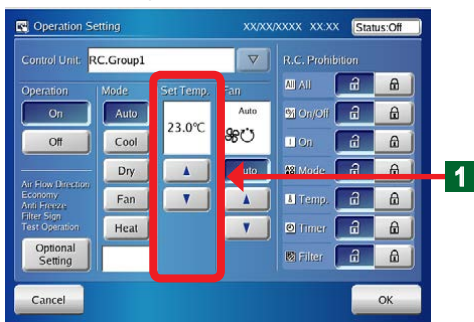 Operation Setting
XX/XX/XXXX XX:XX
Status:Off
Control Unit:
RC.Group1
R.C. Prohibition
Operation
On
Off
Air Flow Direction
Economy
Anti Freeze
Filter Sign
Test Operation
Optional
Setting
Mode
Auto
Cool
Dry
Fan
Heat
Set Temp.
23.0°C
Fan
Auto
Auto
All All
On/Off
On
Mode
Temp.
Timer
Filter
1
Cancel
OK